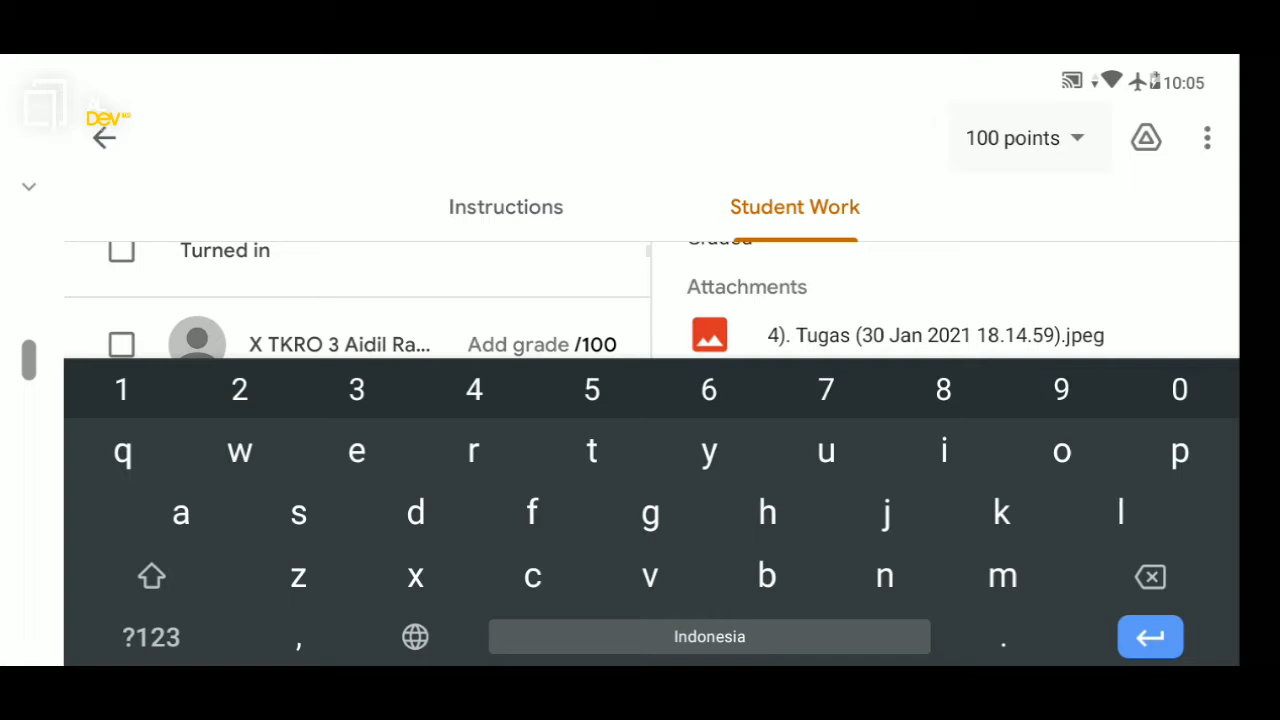 DEV
10:05
100 points
Instructions
Student Work
Turned in
Graded
Attachments
X TKRO 3 Aidil Ra...
Add grade /100
4). Tugas (30 Jan 2021 18.14.59).jpeg
1 2 3 4 5 6 7 8 9 0
q w e r t y u i o p
a s d f g h j k l
z x c v b n m
?123 , Indonesia .